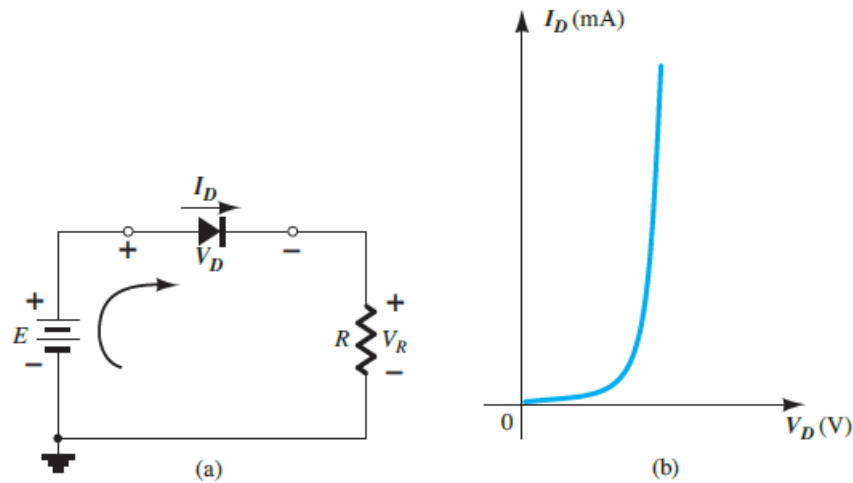 I_D (mA)
I_D
+ V_D −
+
E
−
+
R V_R
−
0
V_D (V)
(a)
(b)